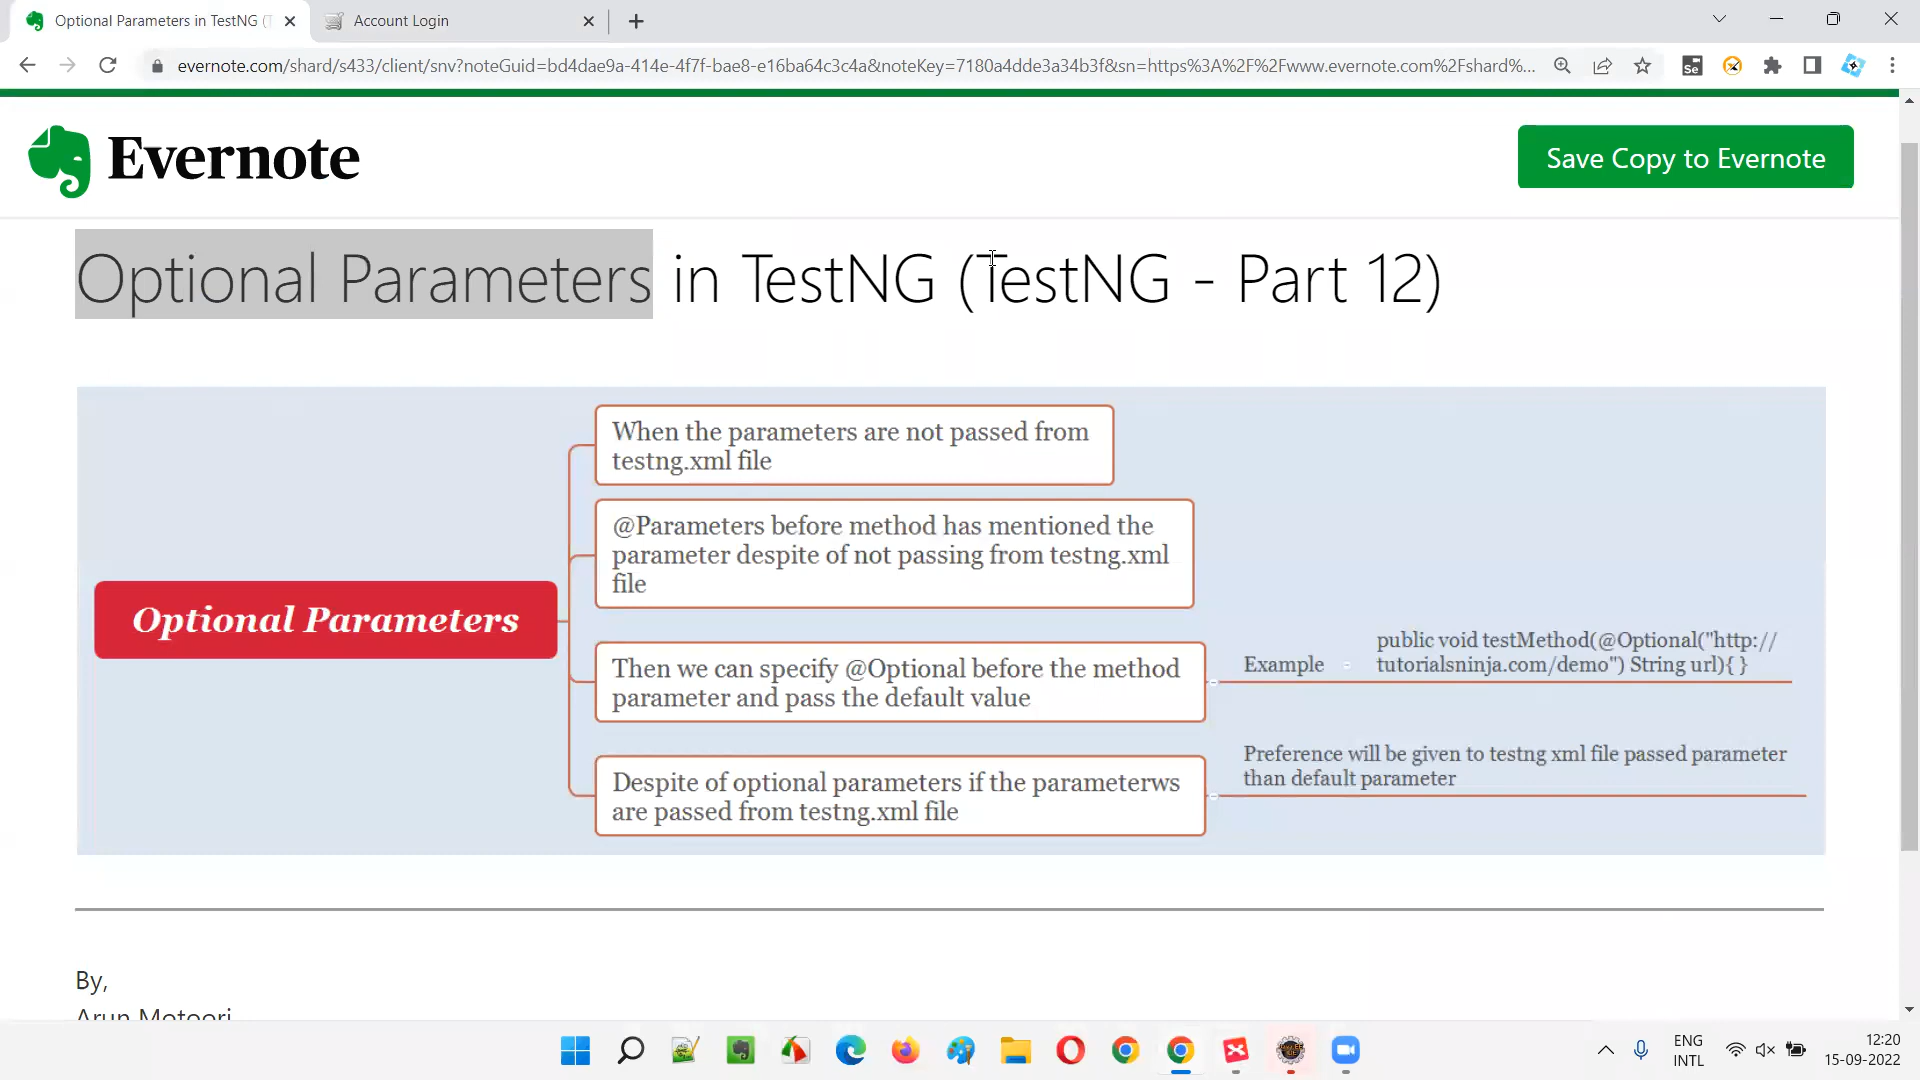 Optional Parameters in TestNG (T
Account Login
evernote.com/shard/s433/client/snv?noteGuid=bd4dae9a-414e-4f7f-bae8-e16ba64c3c4a&noteKey=7180a4dde3a34b3f&sn=https%3A%2F%2Fwww.evernote.com%2Fshard%...
Evernote
Save Copy to Evernote
Optional Parameters in TestNG (TestNG - Part 12)
When the parameters are not passed from
testng.xml file
@Parameters before method has mentioned the
parameter despite of not passing from testng.xml
file
Optional Parameters
Then we can specify @Optional before the method
parameter and pass the default value
Example
public void testMethod(@Optional("http://
tutorialsninja.com/demo") String url){ }
Despite of optional parameters if the parameterws
are passed from testng.xml file
Preference will be given to testng xml file passed parameter
than default parameter
By,
Arun Motoori
ENG
INTL
12:20
15-09-2022